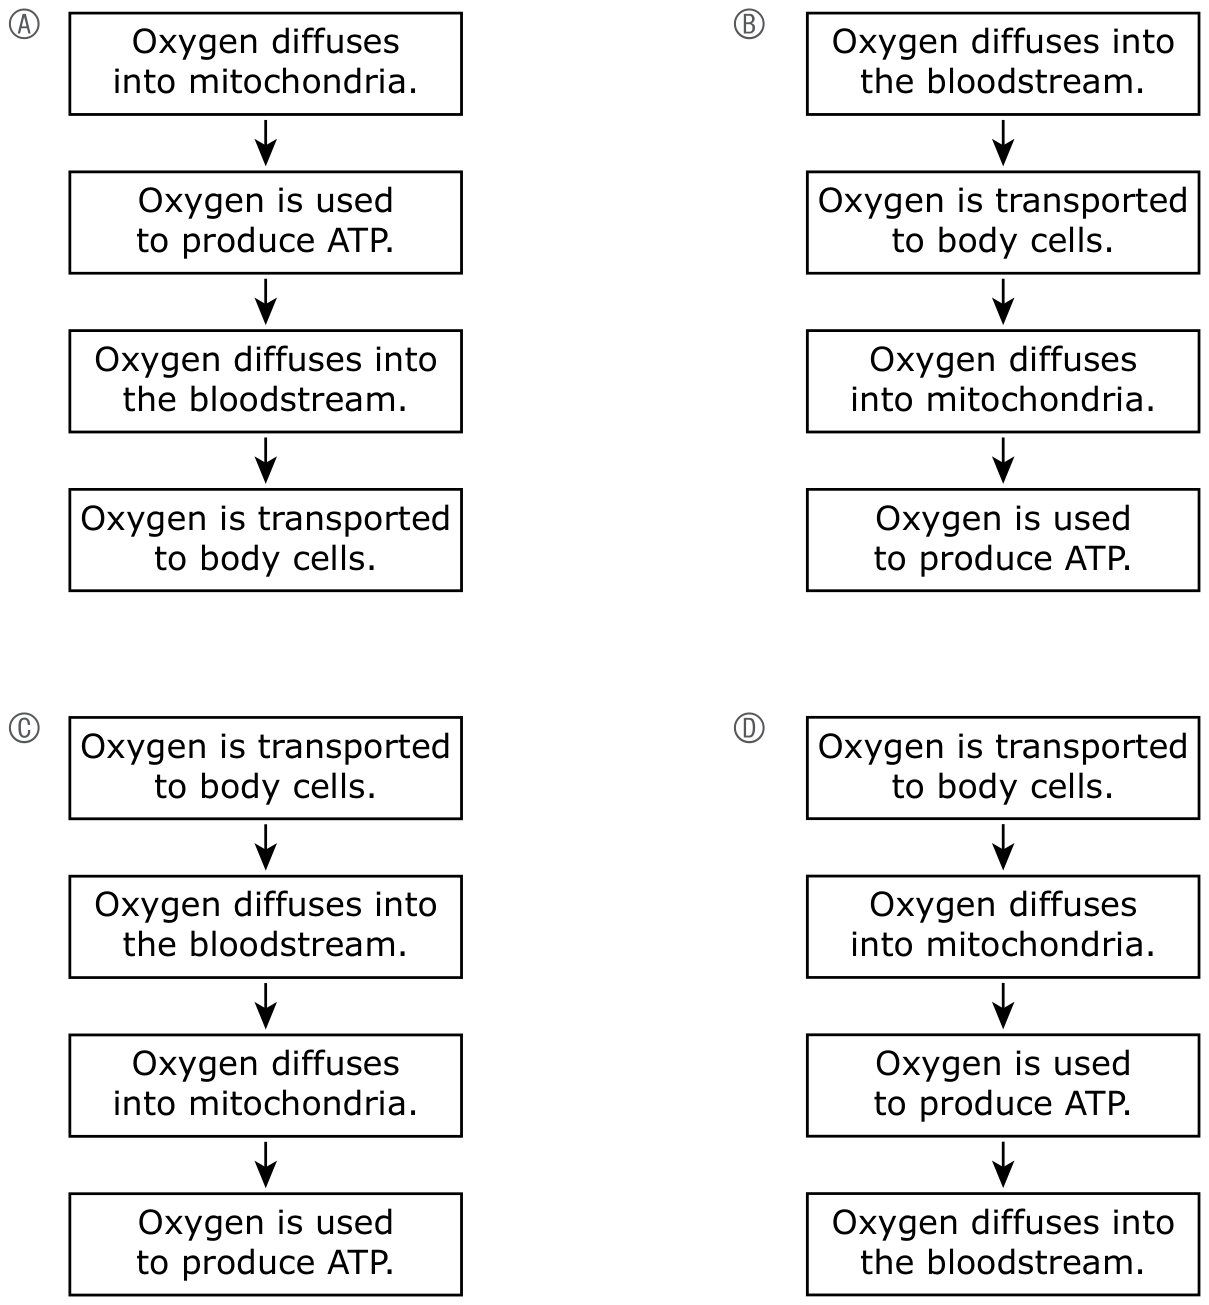 A
Oxygen diffuses
into mitochondria.
Oxygen is used
to produce ATP.
Oxygen diffuses into
the bloodstream.
Oxygen is transported
to body cells.
B
Oxygen diffuses into
the bloodstream.
Oxygen is transported
to body cells.
Oxygen diffuses
into mitochondria.
Oxygen is used
to produce ATP.
C
Oxygen is transported
to body cells.
Oxygen diffuses into
the bloodstream.
Oxygen diffuses
into mitochondria.
Oxygen is used
to produce ATP.
D
Oxygen is transported
to body cells.
Oxygen diffuses
into mitochondria.
Oxygen is used
to produce ATP.
Oxygen diffuses into
the bloodstream.